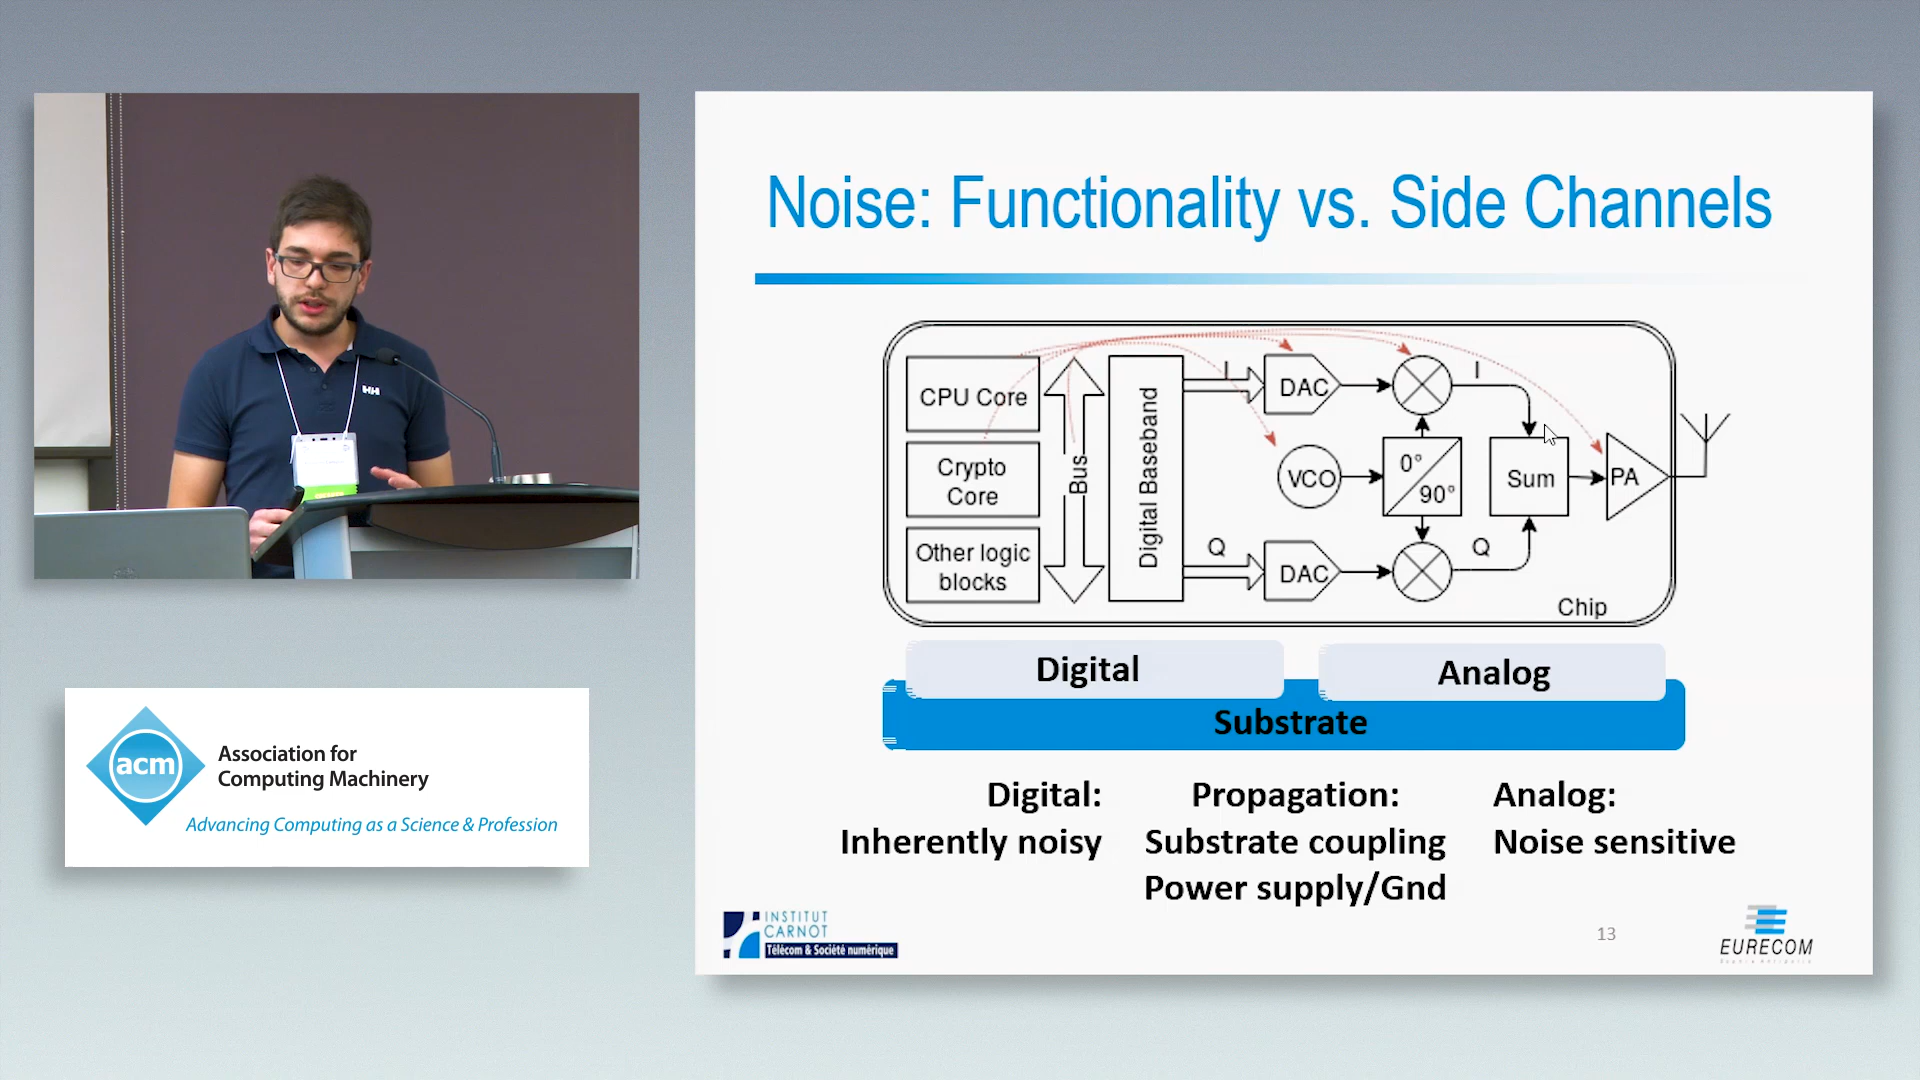 Noise: Functionality vs. Side Channels
CPU Core
Crypto
Core
Other logic
blocks
Bus
Digital Baseband
I
DAC
I
VCO
0°
90°
Sum
PA
Q
DAC
Q
Chip
Digital
Analog
Substrate
Digital:
Inherently noisy
Propagation:
Substrate coupling
Power supply/Gnd
Analog:
Noise sensitive
INSTITUT
CARNOT
Télécom & Société numérique
13
EURECOM
HH
acm
Association for
Computing Machinery
Advancing Computing as a Science & Profession